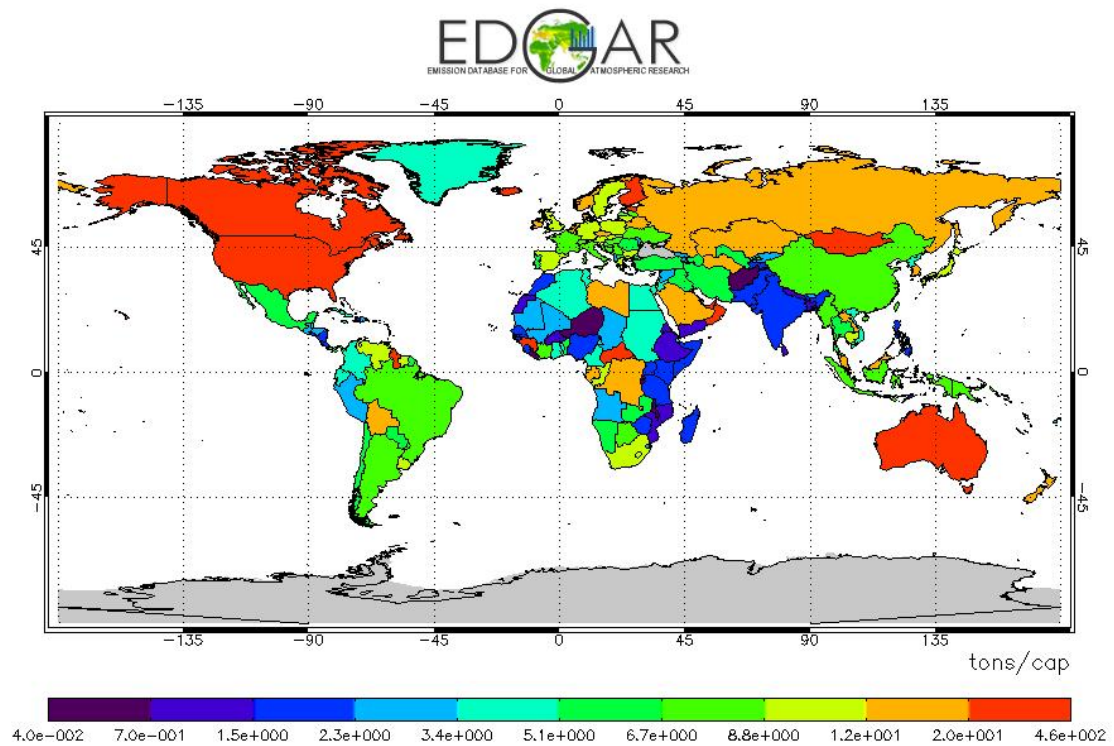 EDGAR
EMISSION DATABASE FOR GLOBAL ATMOSPHERIC RESEARCH
-135 -90 -45 0 45 90 135
45 45
0 0
-45 -45
-135 -90 -45 0 45 90 135
tons/cap
4.0e-002 7.0e-001 1.5e+000 2.3e+000 3.4e+000 5.1e+000 6.7e+000 8.8e+000 1.2e+001 2.0e+001 4.6e+002